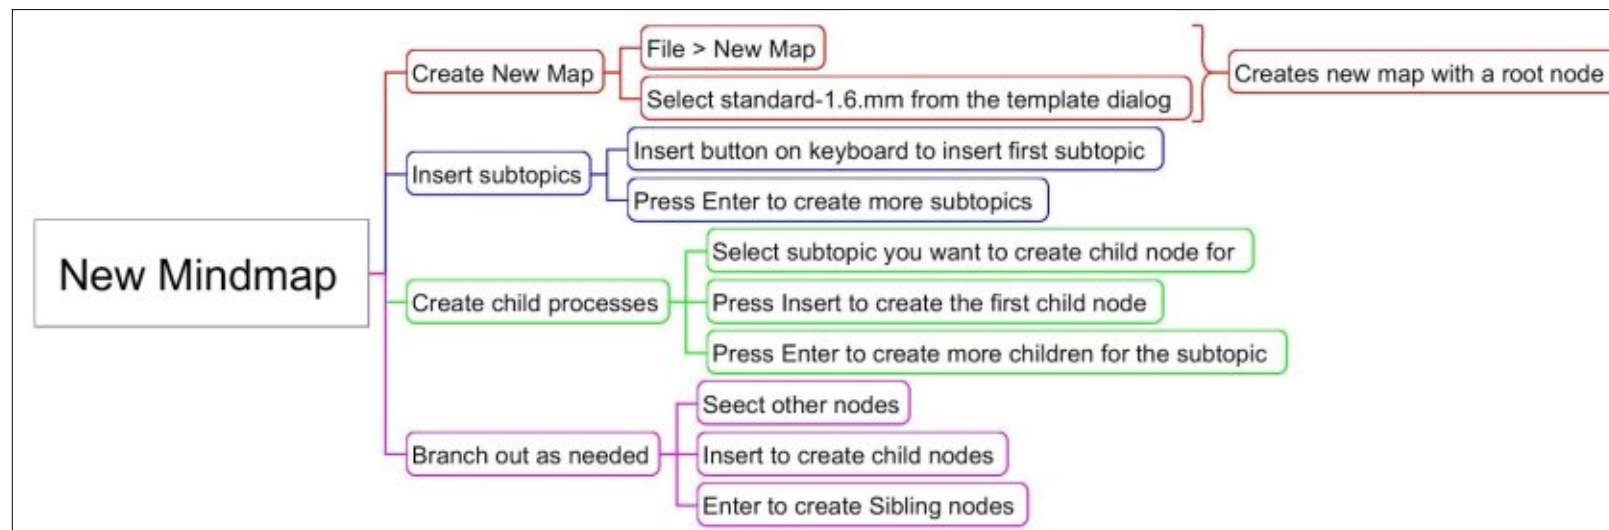 New Mindmap
Create New Map
File > New Map
Select standard-1.6.mm from the template dialog
Creates new map with a root node
Insert subtopics
Insert button on keyboard to insert first subtopic
Press Enter to create more subtopics
Create child processes
Select subtopic you want to create child node for
Press Insert to create the first child node
Press Enter to create more children for the subtopic
Branch out as needed
Seect other nodes
Insert to create child nodes
Enter to create Sibling nodes